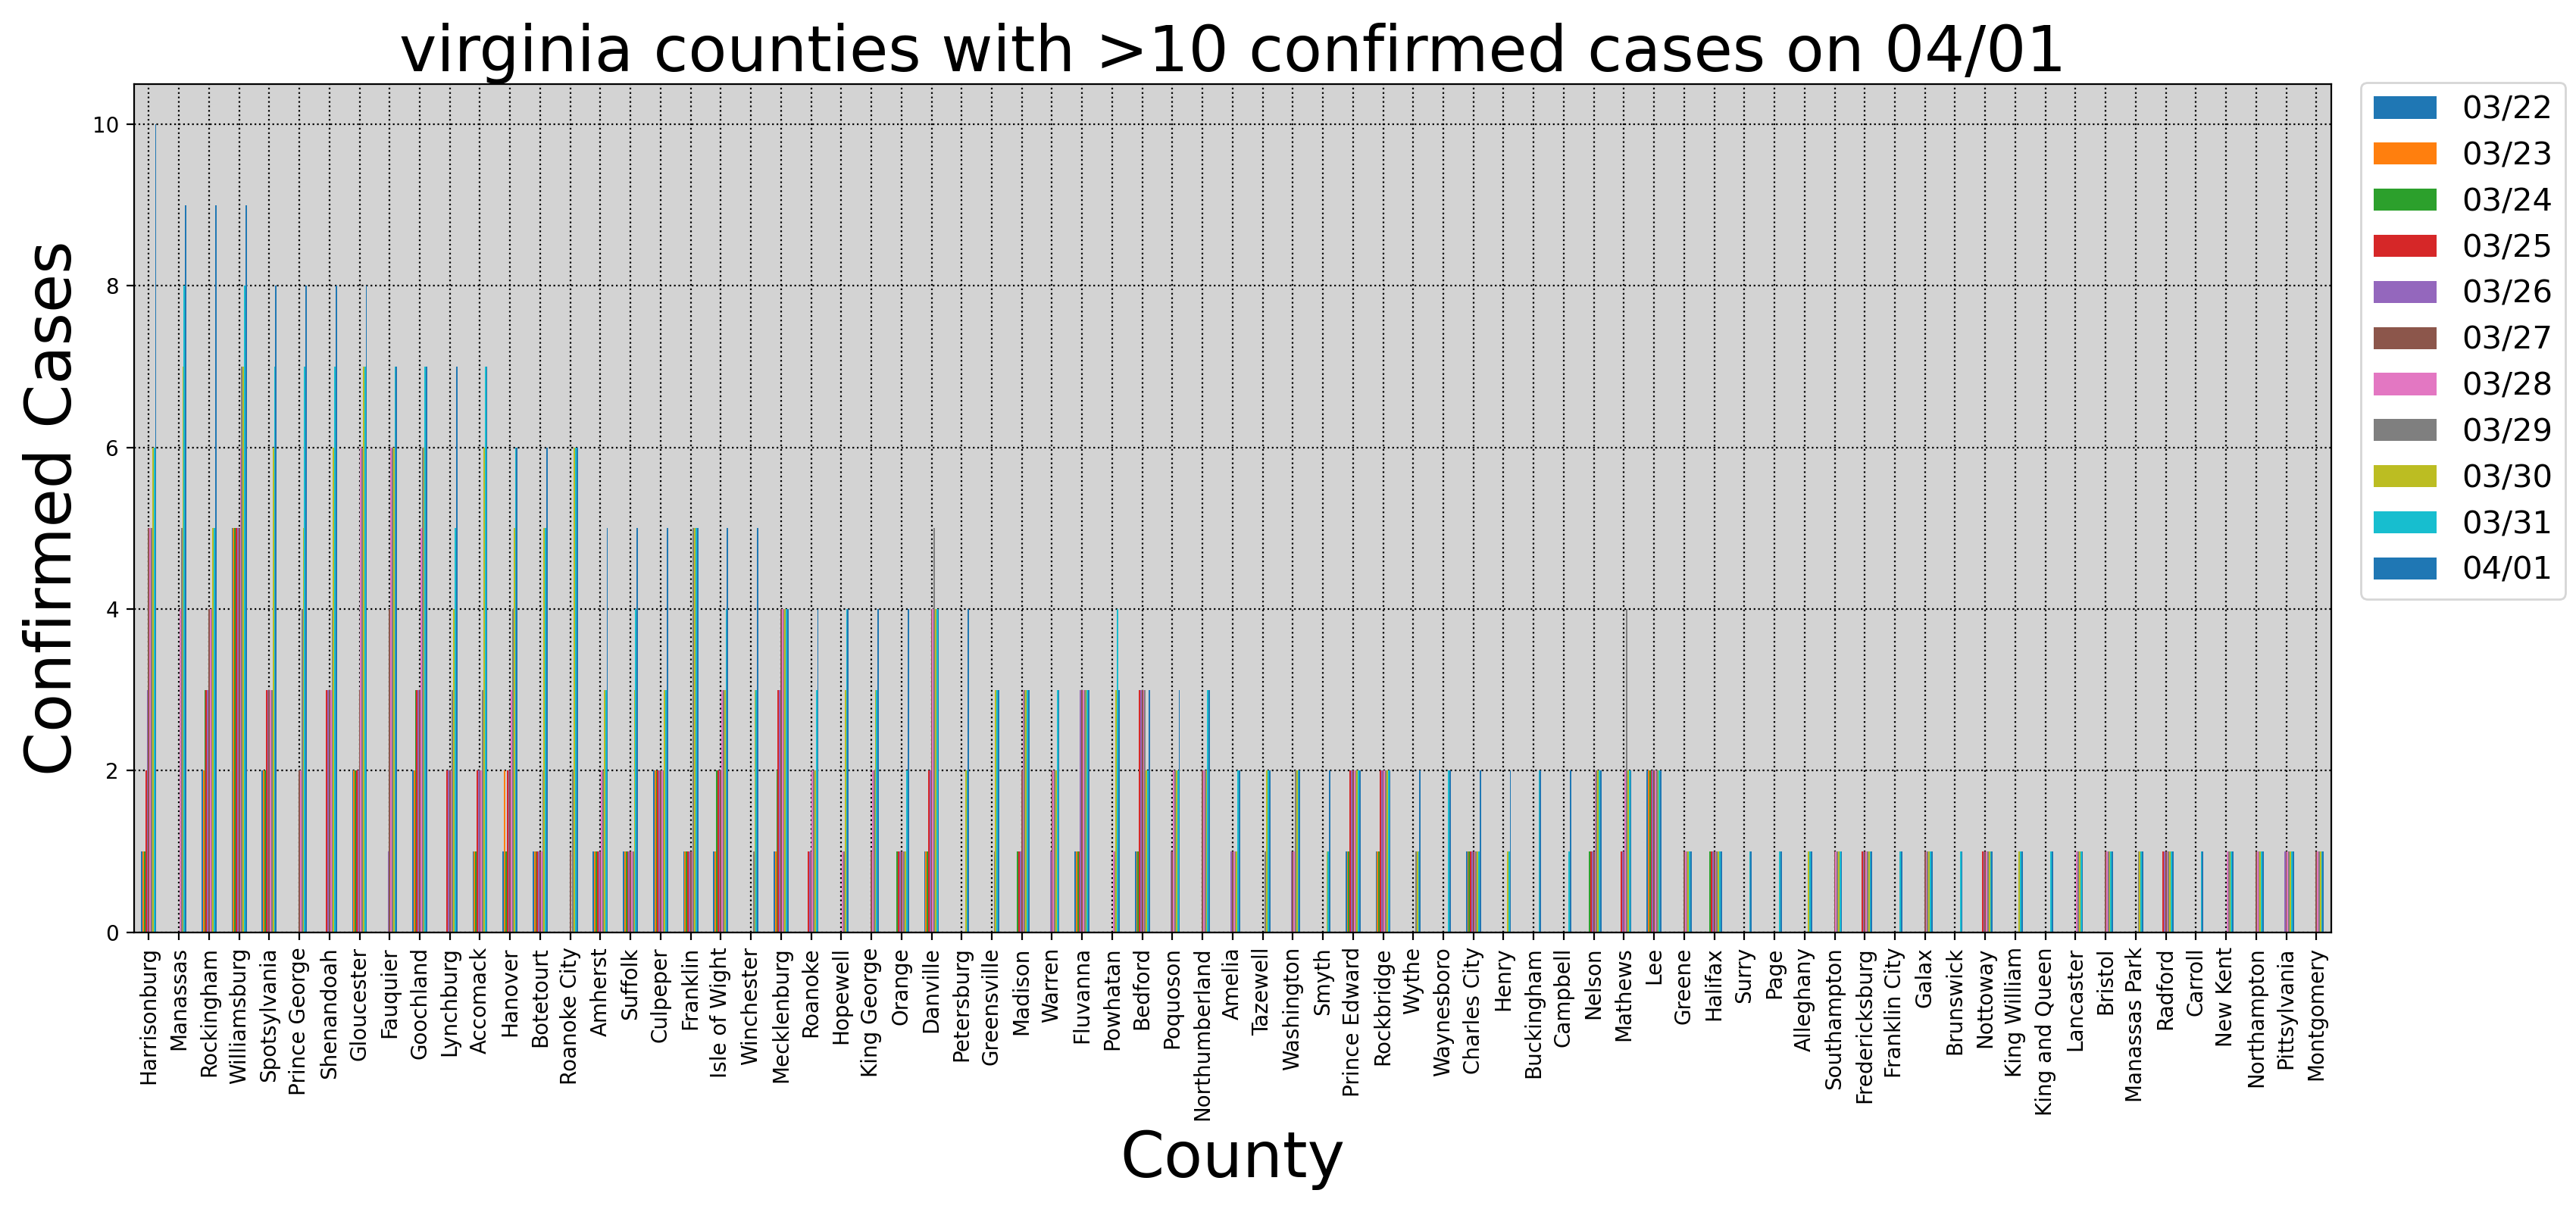 virginia counties with >10 confirmed cases on 04/01
Confirmed Cases
10
8
6
4
2
0
03/22
03/23
03/24
03/25
03/26
03/27
03/28
03/29
03/30
03/31
04/01
Harrisonburg
Manassas
Rockingham
Williamsburg
Spotsylvania
Prince George
Shenandoah
Gloucester
Fauquier
Goochland
Lynchburg
Accomack
Hanover
Botetourt
Roanoke City
Amherst
Suffolk
Culpeper
Franklin
Isle of Wight
Winchester
Mecklenburg
Roanoke
Hopewell
King George
Orange
Danville
Petersburg
Greensville
Madison
Warren
Fluvanna
Powhatan
Bedford
Poquoson
Northumberland
Amelia
Tazewell
Washington
Smyth
Prince Edward
Rockbridge
Wythe
Waynesboro
Charles City
Henry
Buckingham
Campbell
Nelson
Mathews
Lee
Greene
Halifax
Surry
Page
Alleghany
Southampton
Fredericksburg
Franklin City
Galax
Brunswick
Nottoway
King William
King and Queen
Lancaster
Bristol
Manassas Park
Radford
Carroll
New Kent
Northampton
Pittsylvania
Montgomery
County